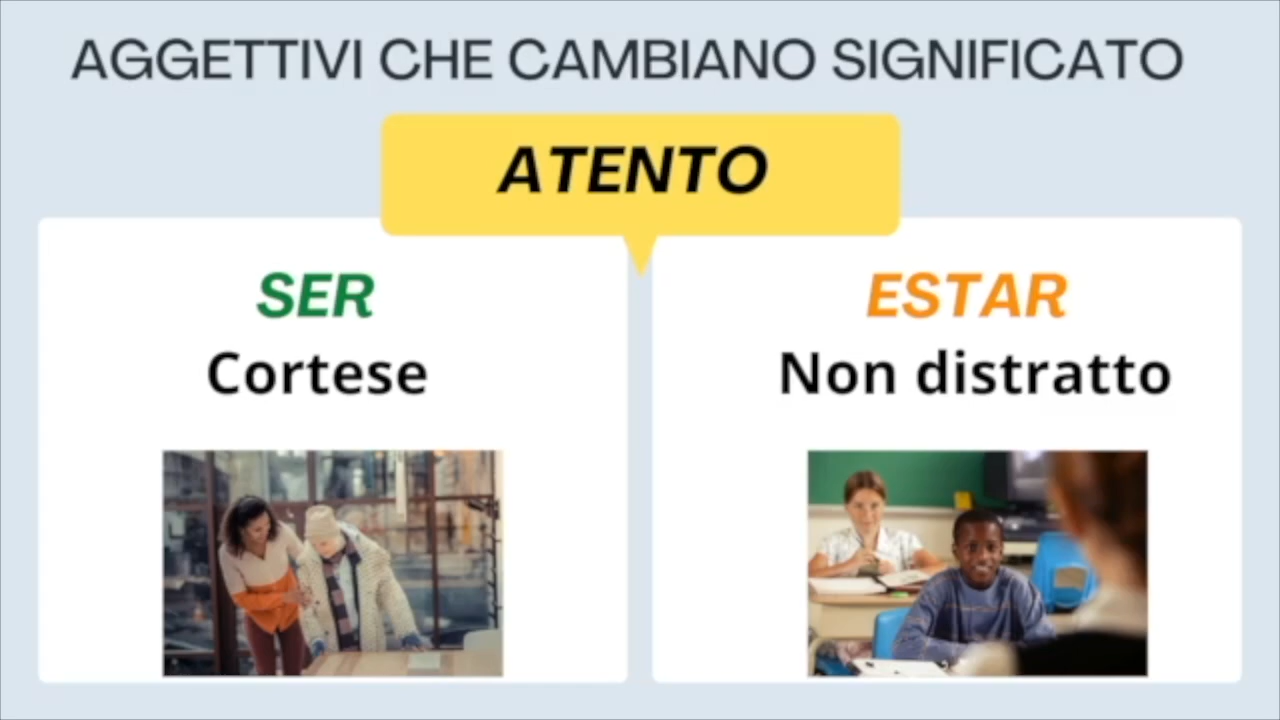 AGGETTIVI CHE CAMBIANO SIGNIFICATO
ATENTO
SER
Cortese
ESTAR
Non distratto